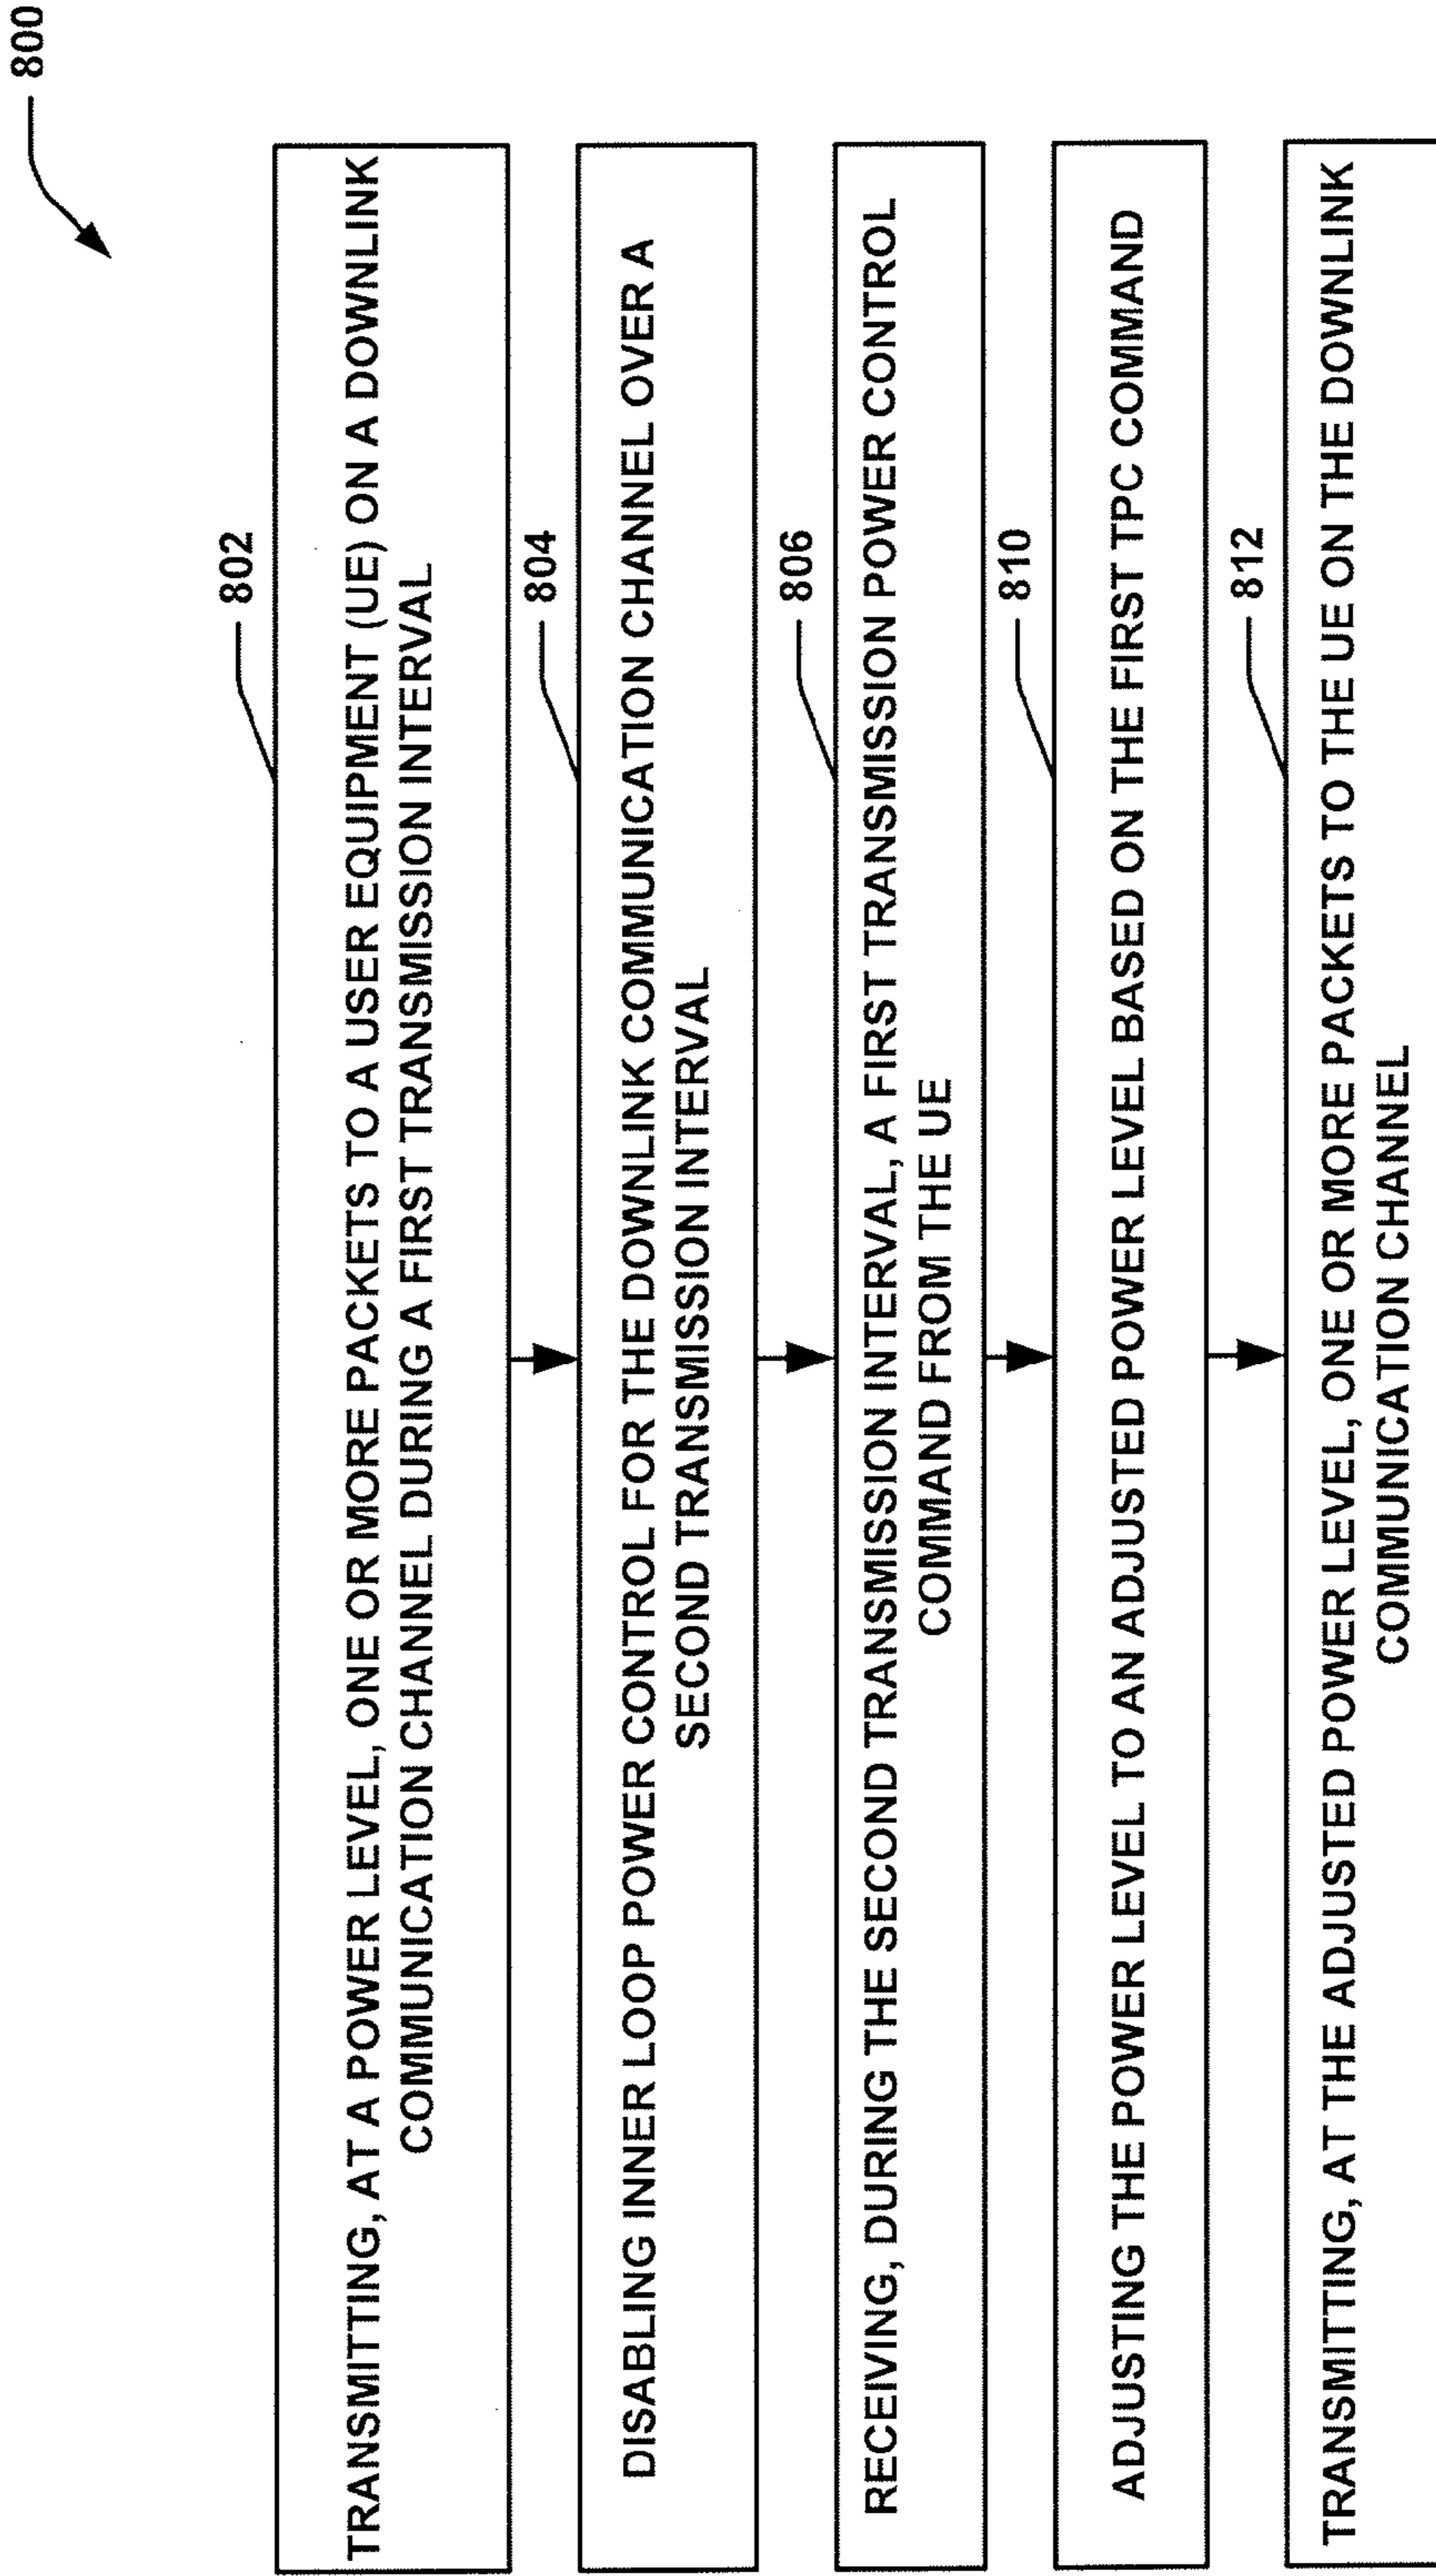 800
802
TRANSMITTING, AT A POWER LEVEL, ONE OR MORE PACKETS TO A USER EQUIPMENT (UE) ON A DOWNLINK
COMMUNICATION CHANNEL DURING A FIRST TRANSMISSION INTERVAL
804
DISABLING INNER LOOP POWER CONTROL FOR THE DOWNLINK COMMUNICATION CHANNEL OVER A
SECOND TRANSMISSION INTERVAL
806
RECEIVING, DURING THE SECOND TRANSMISSION INTERVAL, A FIRST TRANSMISSION POWER CONTROL
COMMAND FROM THE UE
810
ADJUSTING THE POWER LEVEL TO AN ADJUSTED POWER LEVEL BASED ON THE FIRST TPC COMMAND
812
TRANSMITTING, AT THE ADJUSTED POWER LEVEL, ONE OR MORE PACKETS TO THE UE ON THE DOWNLINK
COMMUNICATION CHANNEL